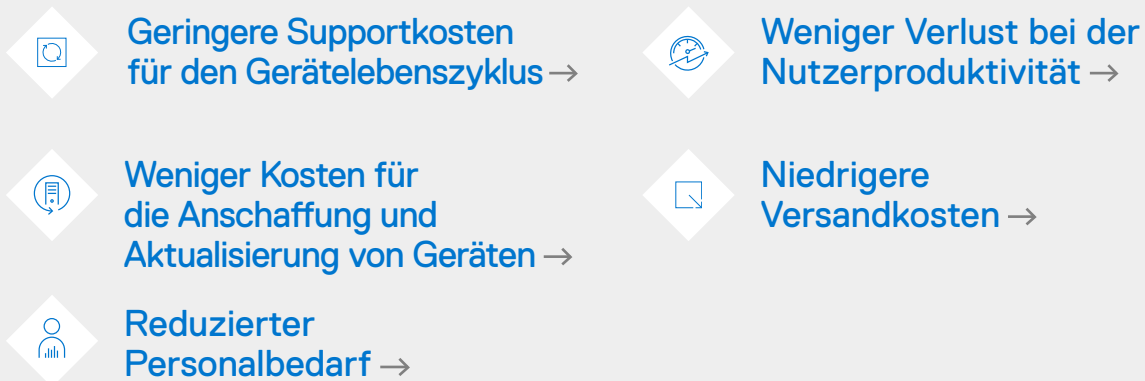 Geringere Supportkosten
für den Gerätelebenszyklus →
Weniger Verlust bei der
Nutzerproduktivität →
Weniger Kosten für
die Anschaffung und
Aktualisierung von Geräten →
Niedrigere
Versandkosten →
Reduzierter
Personalbedarf →